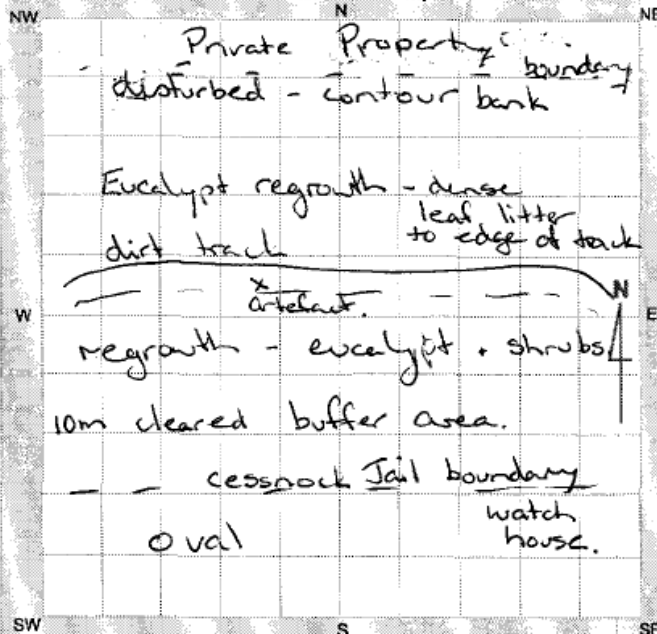 NW N NE
Private Property
boundary
disturbed - contour bank
Eucalypt regrowth - dense
leaf litter
to edge of track
dirt track
x
artefact.
N
W E
regrowth - eucalypt + shrubs
10m cleared buffer area.
cessnock Jail boundary
watch
house.
Oval
SW S SE